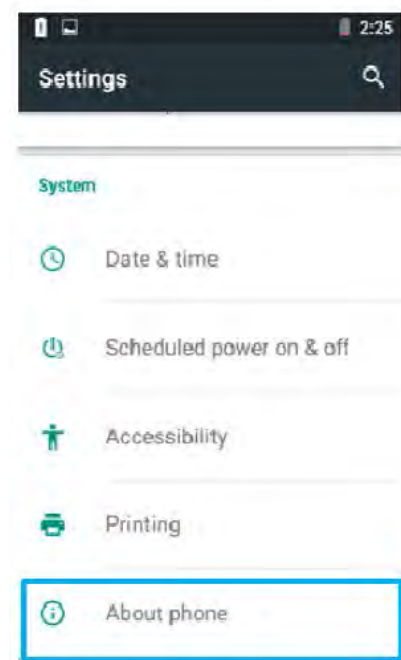 2:25
Settings
System
Date & time
Scheduled power on & off
Accessibility
Printing
About phone